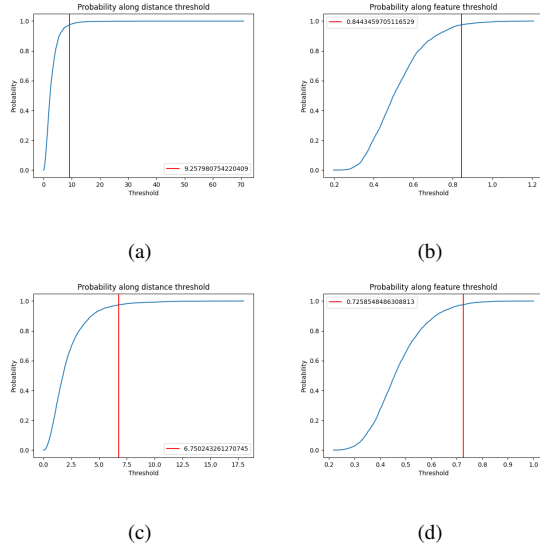 Probability along distance threshold
1.0
0.8
0.6
0.4
0.2
0.0
Probability
9.257980754220409
0 10 20 30 40 50 60 70
Threshold
(a)
Probability along feature threshold
0.8443459705116529
1.0
0.8
0.6
0.4
0.2
0.0
Probability
0.2 0.4 0.6 0.8 1.0 1.2
Threshold
(b)
Probability along distance threshold
1.0
0.8
0.6
0.4
0.2
0.0
Probability
6.750243261270745
0.0 2.5 5.0 7.5 10.0 12.5 15.0 17.5
Threshold
(c)
Probability along feature threshold
0.7258548486308813
1.0
0.8
0.6
0.4
0.2
0.0
Probability
0.2 0.3 0.4 0.5 0.6 0.7 0.8 0.9 1.0
Threshold
(d)